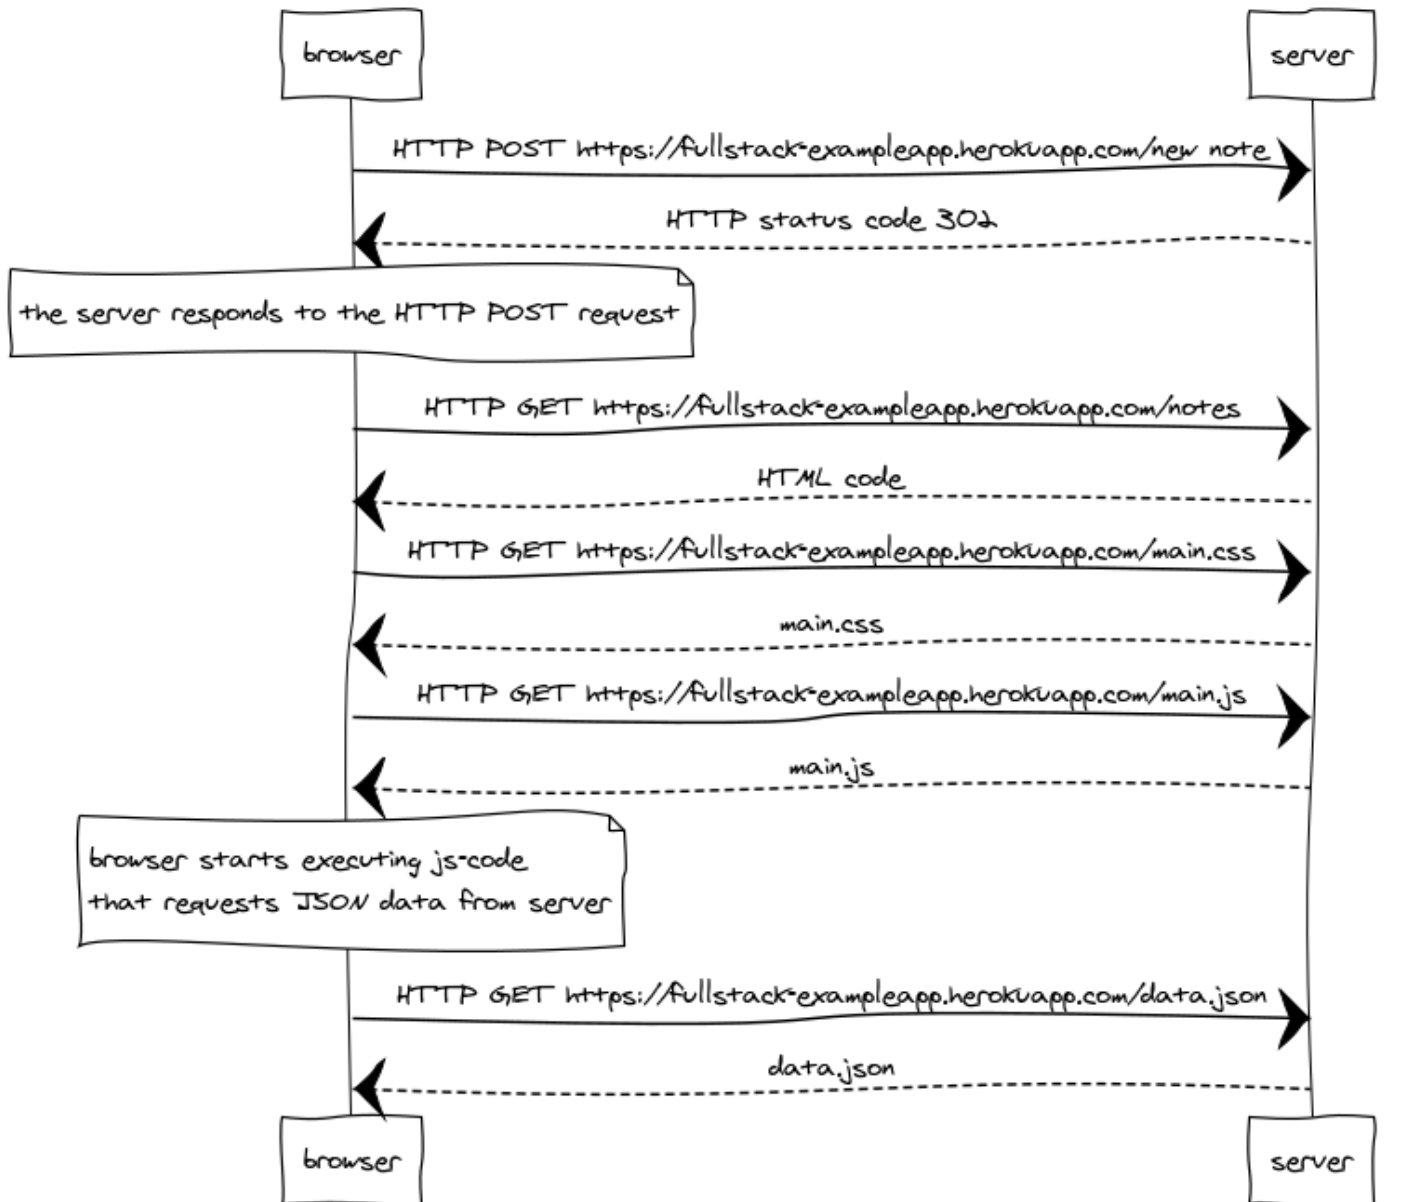 browser
server
HTTP POST https://fullstack-exampleapp.herokuapp.com/new note
HTTP status code 302
the server responds to the HTTP POST request
HTTP GET https://fullstack-exampleapp.herokuapp.com/notes
HTML code
HTTP GET https://fullstack-exampleapp.herokuapp.com/main.css
main.css
HTTP GET https://fullstack-exampleapp.herokuapp.com/main.js
main.js
browser starts executing js-code
that requests JSON data from server
HTTP GET https://fullstack-exampleapp.herokuapp.com/data.json
data.json
browser
server